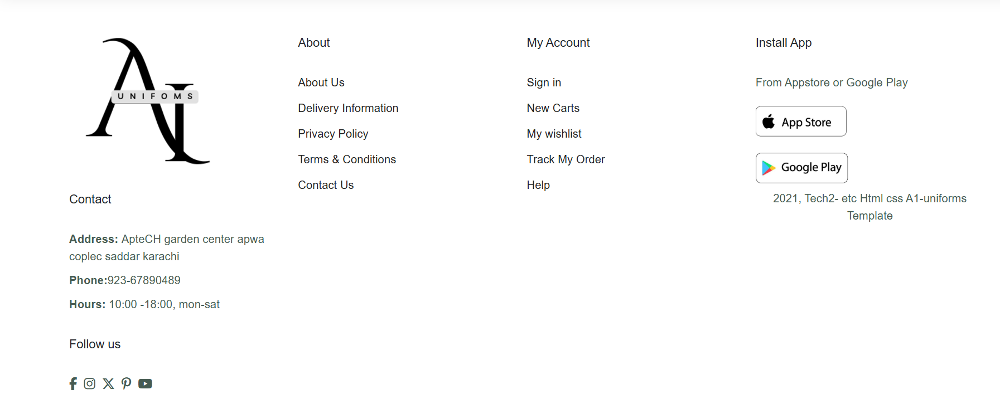 A1
UNIFOMS
Contact
Address: ApteCH garden center apwa
coplec saddar karachi
Phone:923-67890489
Hours: 10:00 -18:00, mon-sat
Follow us
About
About Us
Delivery Information
Privacy Policy
Terms & Conditions
Contact Us
My Account
Sign in
New Carts
My wishlist
Track My Order
Help
Install App
From Appstore or Google Play
App Store
Google Play
2021, Tech2- etc Html css A1-uniforms
Template